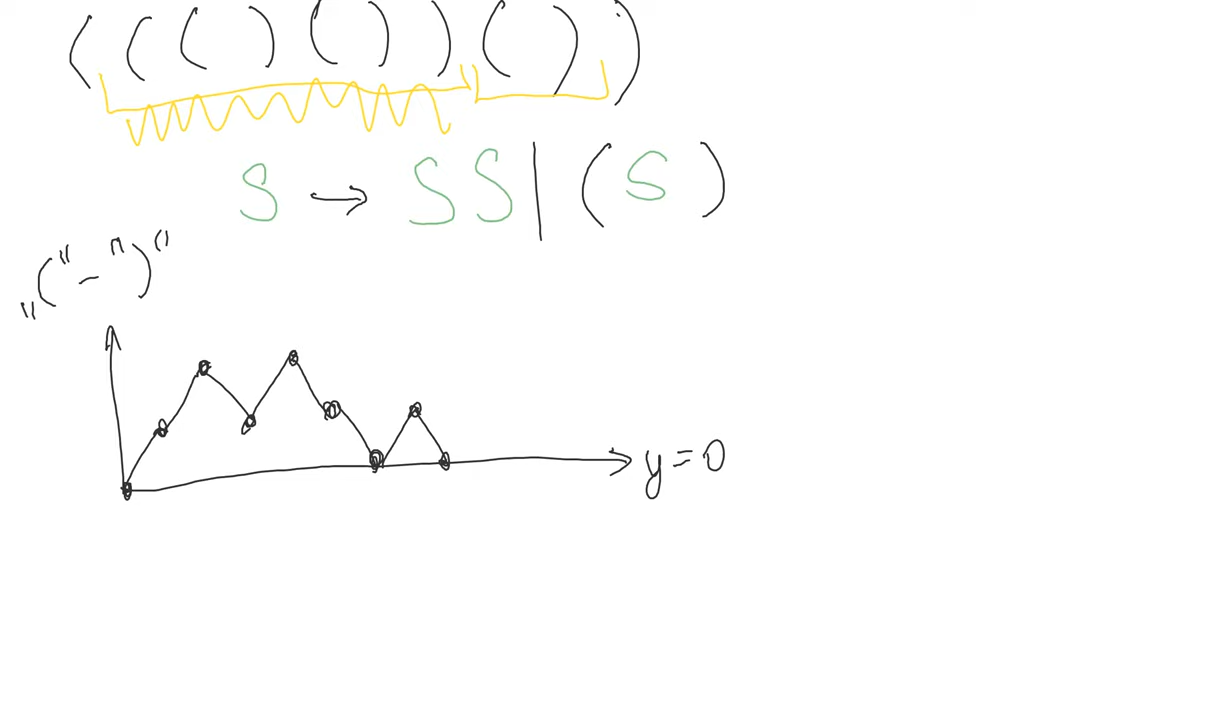 ( ( ( ) ( ) ) ( ) )
S → SS | ( S )
"(" - ")"
y = 0